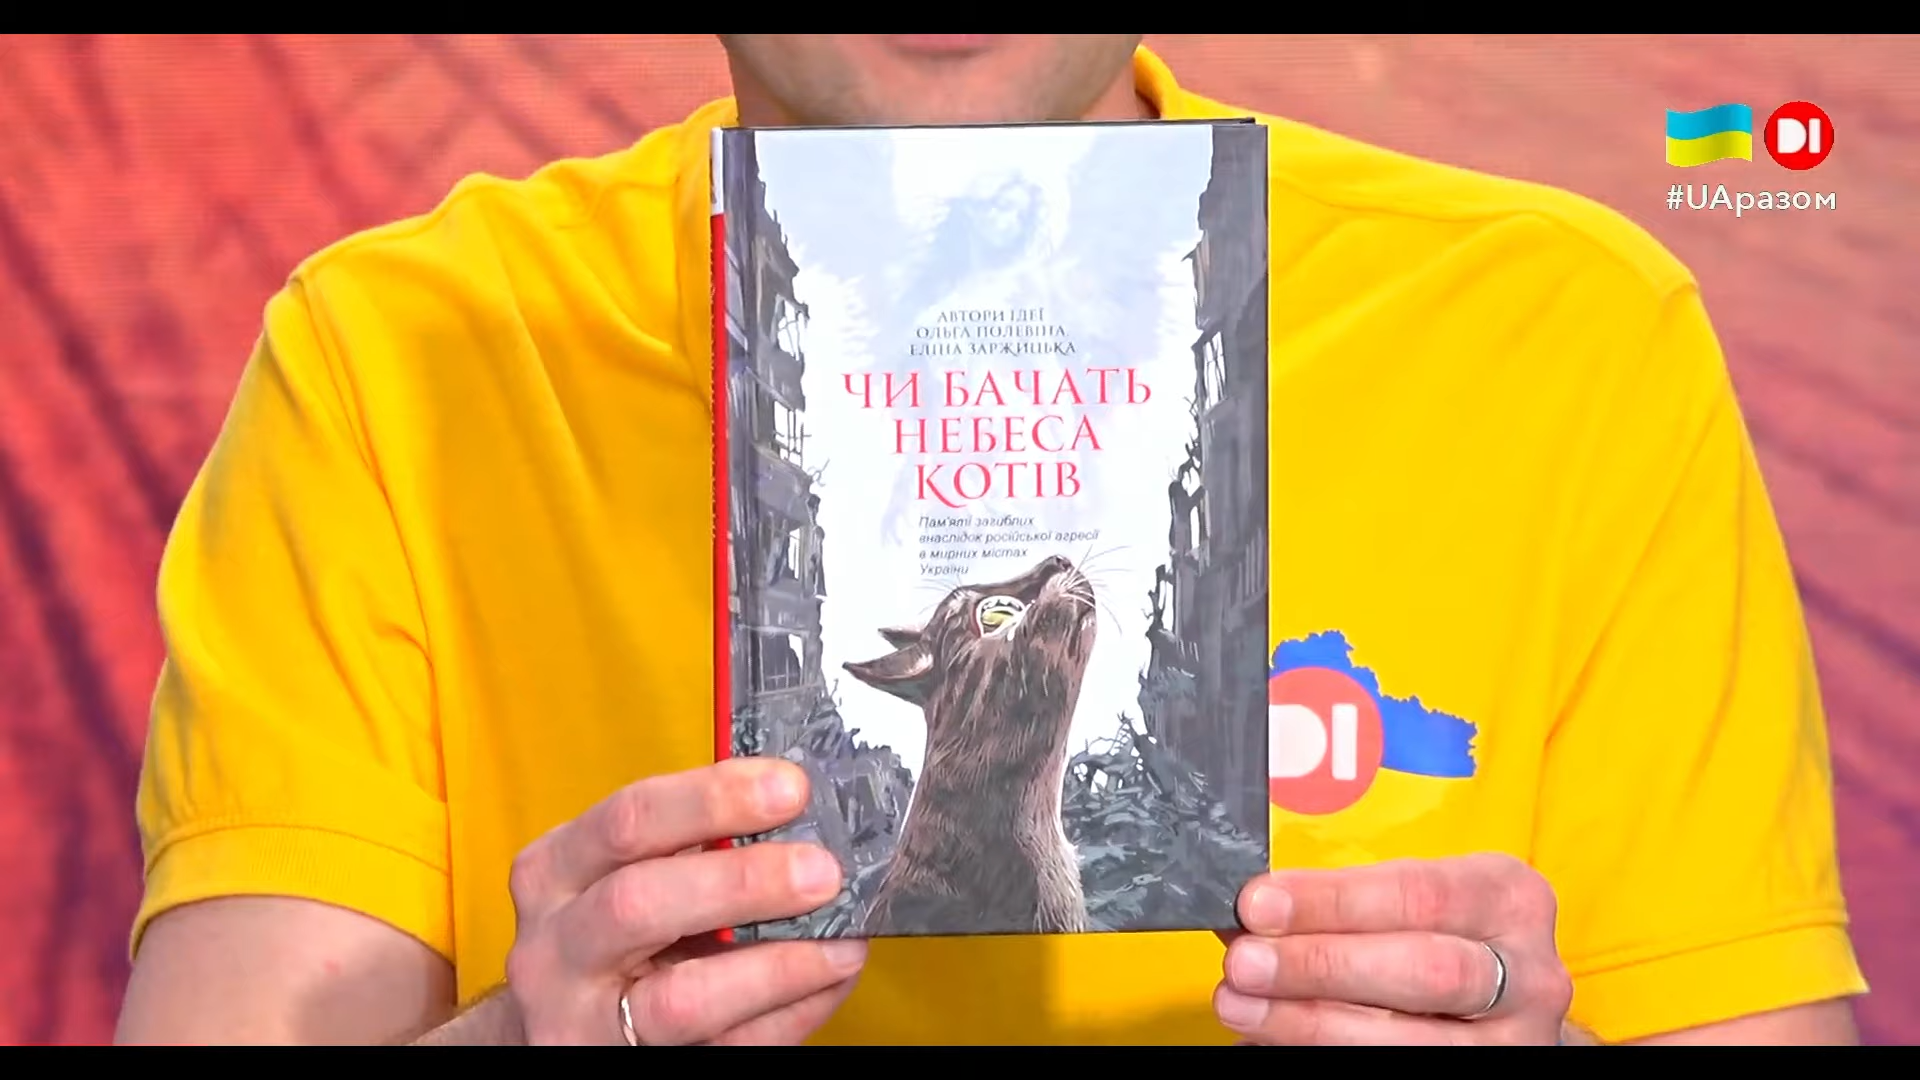 DI
#UAразом
АВТОРИ ІДЕЇ
ОЛЬГА ПОЛЕВІНА,
ЕЛІНА ЗАРЖИЦЬКА
ЧИ БАЧАТЬ
НЕБЕСА
КОТІВ
Пам'яті загиблих
внаслідок російської агресії
в мирних містах
України
DI